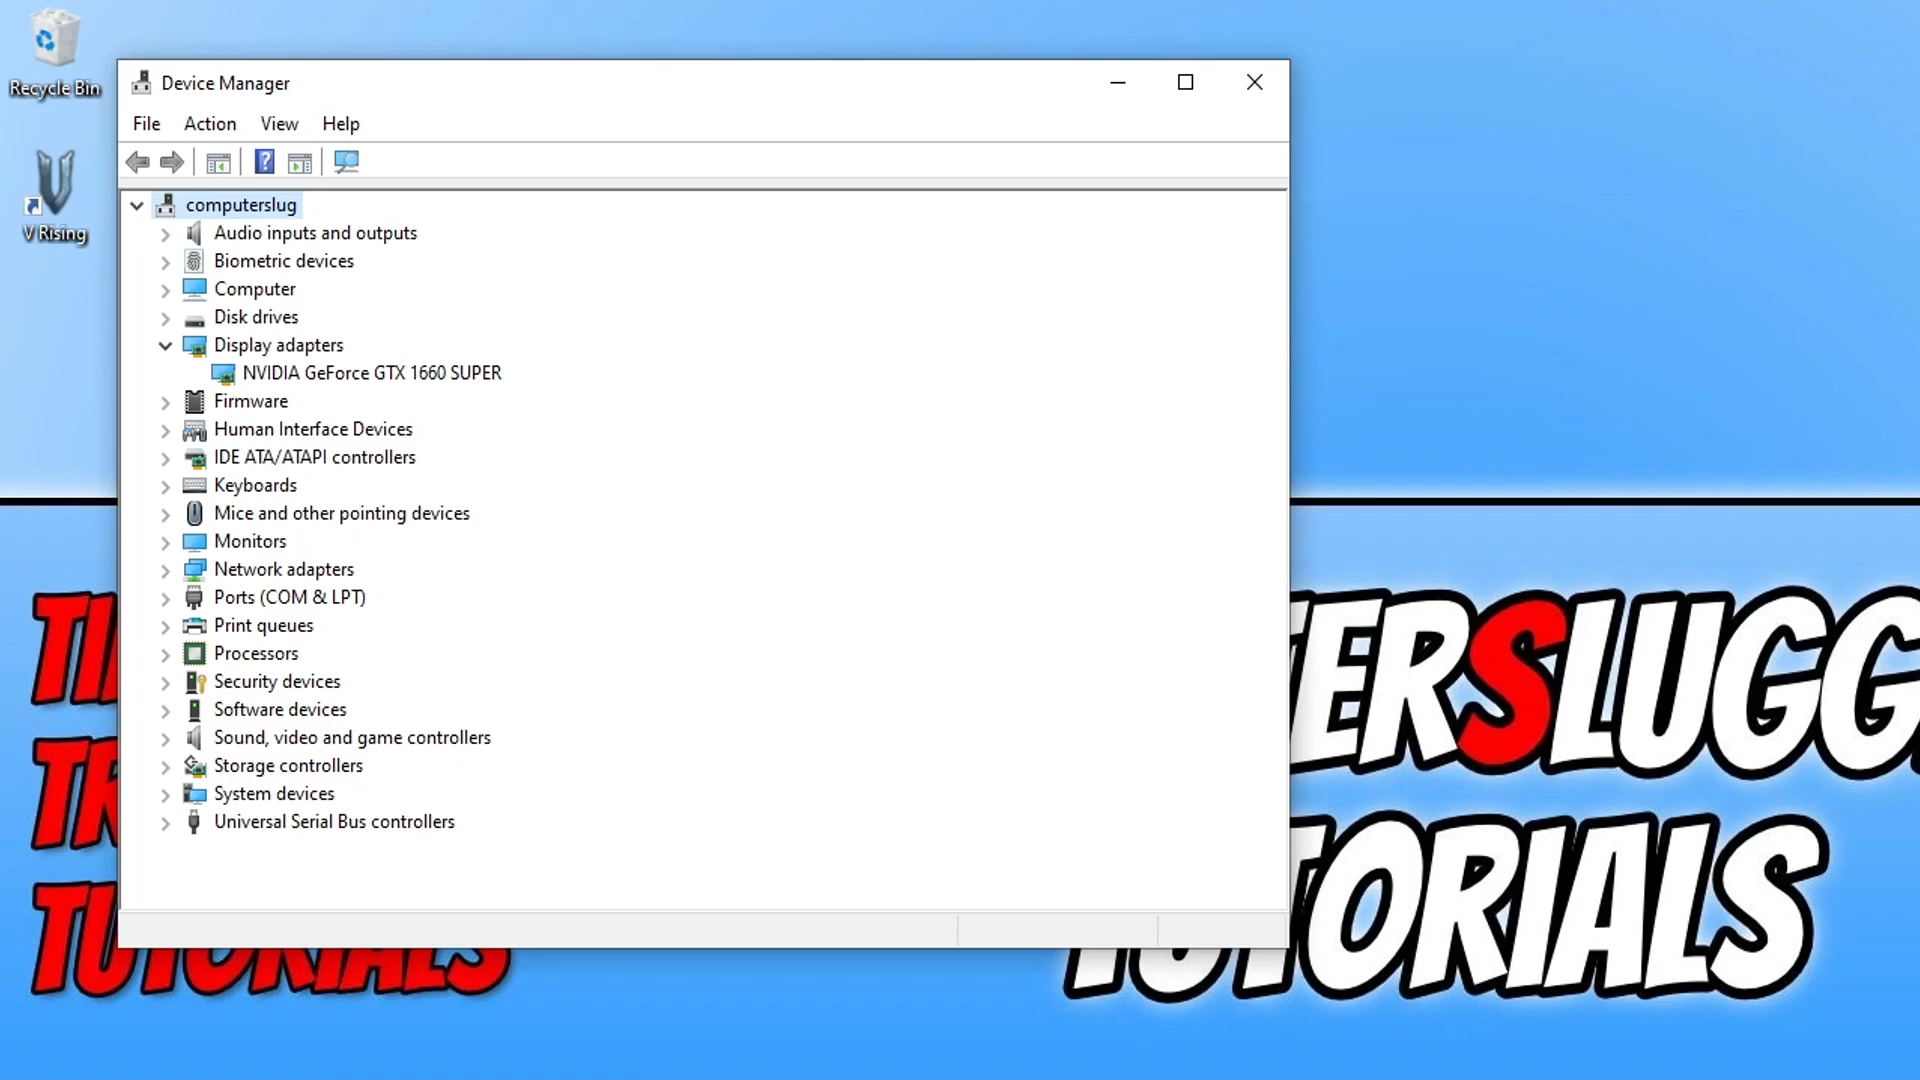 Recycle Bin
V Rising
Device Manager
File Action View Help
computerslug
Audio inputs and outputs
Biometric devices
Computer
Disk drives
Display adapters
NVIDIA GeForce GTX 1660 SUPER
Firmware
Human Interface Devices
IDE ATA/ATAPI controllers
Keyboards
Mice and other pointing devices
Monitors
Network adapters
Ports (COM & LPT)
Print queues
Processors
Security devices
Software devices
Sound, video and game controllers
Storage controllers
System devices
Universal Serial Bus controllers
TUTORIALS
TERSLUGG
TUTORIALS